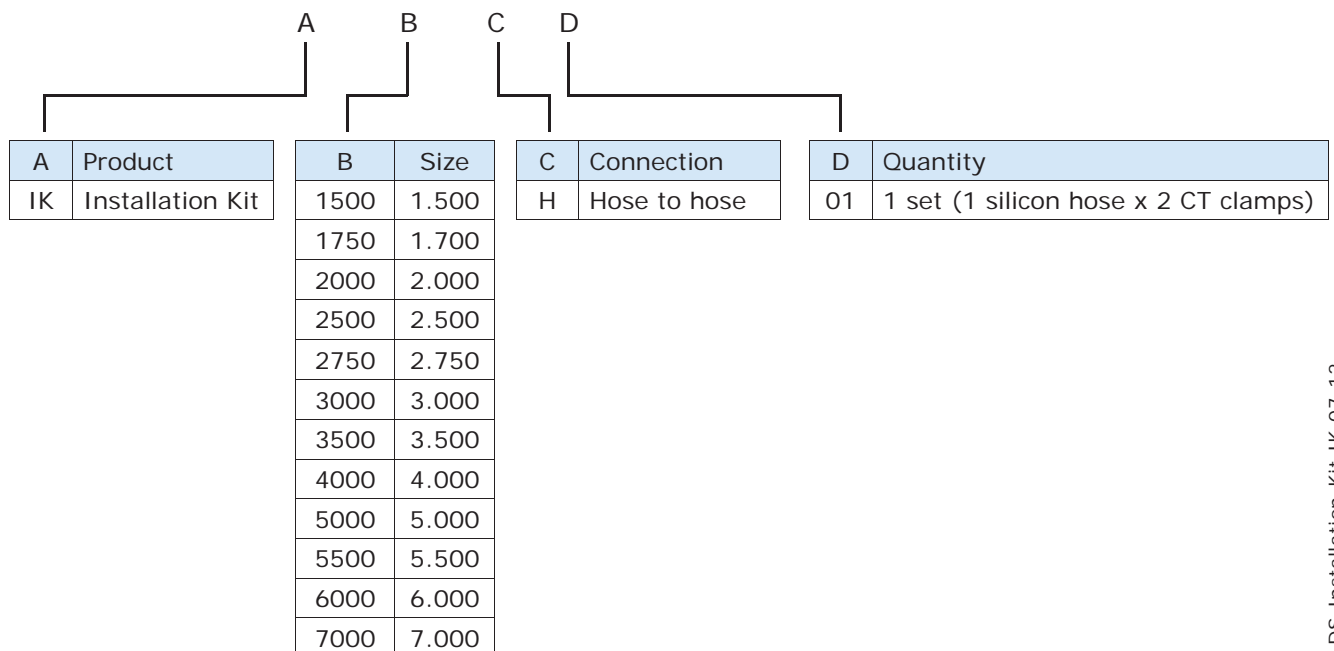 A B C D
A Product B Size C Connection D Quantity
IK Installation Kit 1500 1.500 H Hose to hose 01 1 set (1 silicon hose x 2 CT clamps)
1750 1.700
2000 2.000
2500 2.500
2750 2.750
3000 3.000
3500 3.500
4000 4.000
5000 5.000
5500 5.500
6000 6.000
7000 7.000
DS_Installation_Kit_IK_07_13